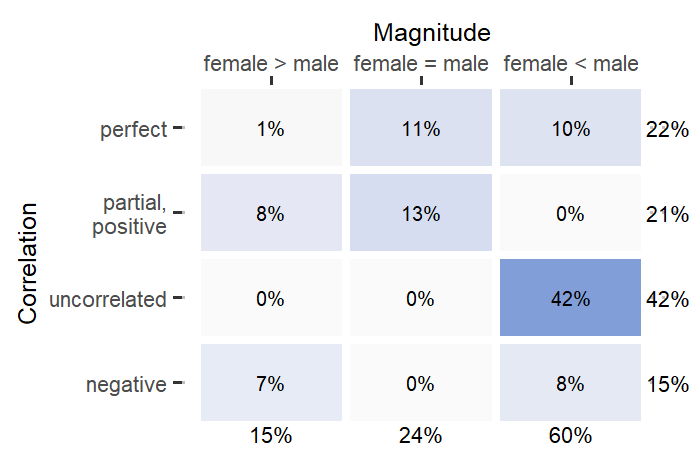 Magnitude
female > male female = male female < male
perfect 1% 11% 10% 22%
partial,
positive 8% 13% 0% 21%
Correlation
uncorrelated 0% 0% 42% 42%
negative 7% 0% 8% 15%
15% 24% 60%